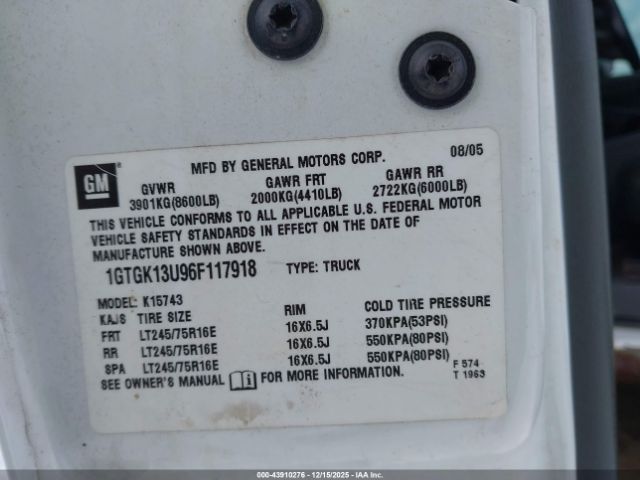 MFD BY GENERAL MOTORS CORP. 08/05
GM
GVWR GAWR FRT GAWR RR
3901KG(8600LB) 2000KG(4410LB) 2722KG(6000LB)
THIS VEHICLE CONFORMS TO ALL APPLICABLE U.S. FEDERAL MOTOR
VEHICLE SAFETY STANDARDS IN EFFECT ON THE DATE OF
MANUFACTURE SHOWN ABOVE.
1GTGK13U96F117918 TYPE: TRUCK
MODEL: K15743
KAJS TIRE SIZE RIM COLD TIRE PRESSURE
FRT LT245/75R16E 16X6.5J 370KPA(53PSI)
RR LT245/75R16E 16X6.5J 550KPA(80PSI)
SPA LT245/75R16E 16X6.5J 550KPA(80PSI)
SEE OWNER'S MANUAL FOR MORE INFORMATION.
F 574
T 1963
000-43910276 - 12/15/2025 - IAAI.COM